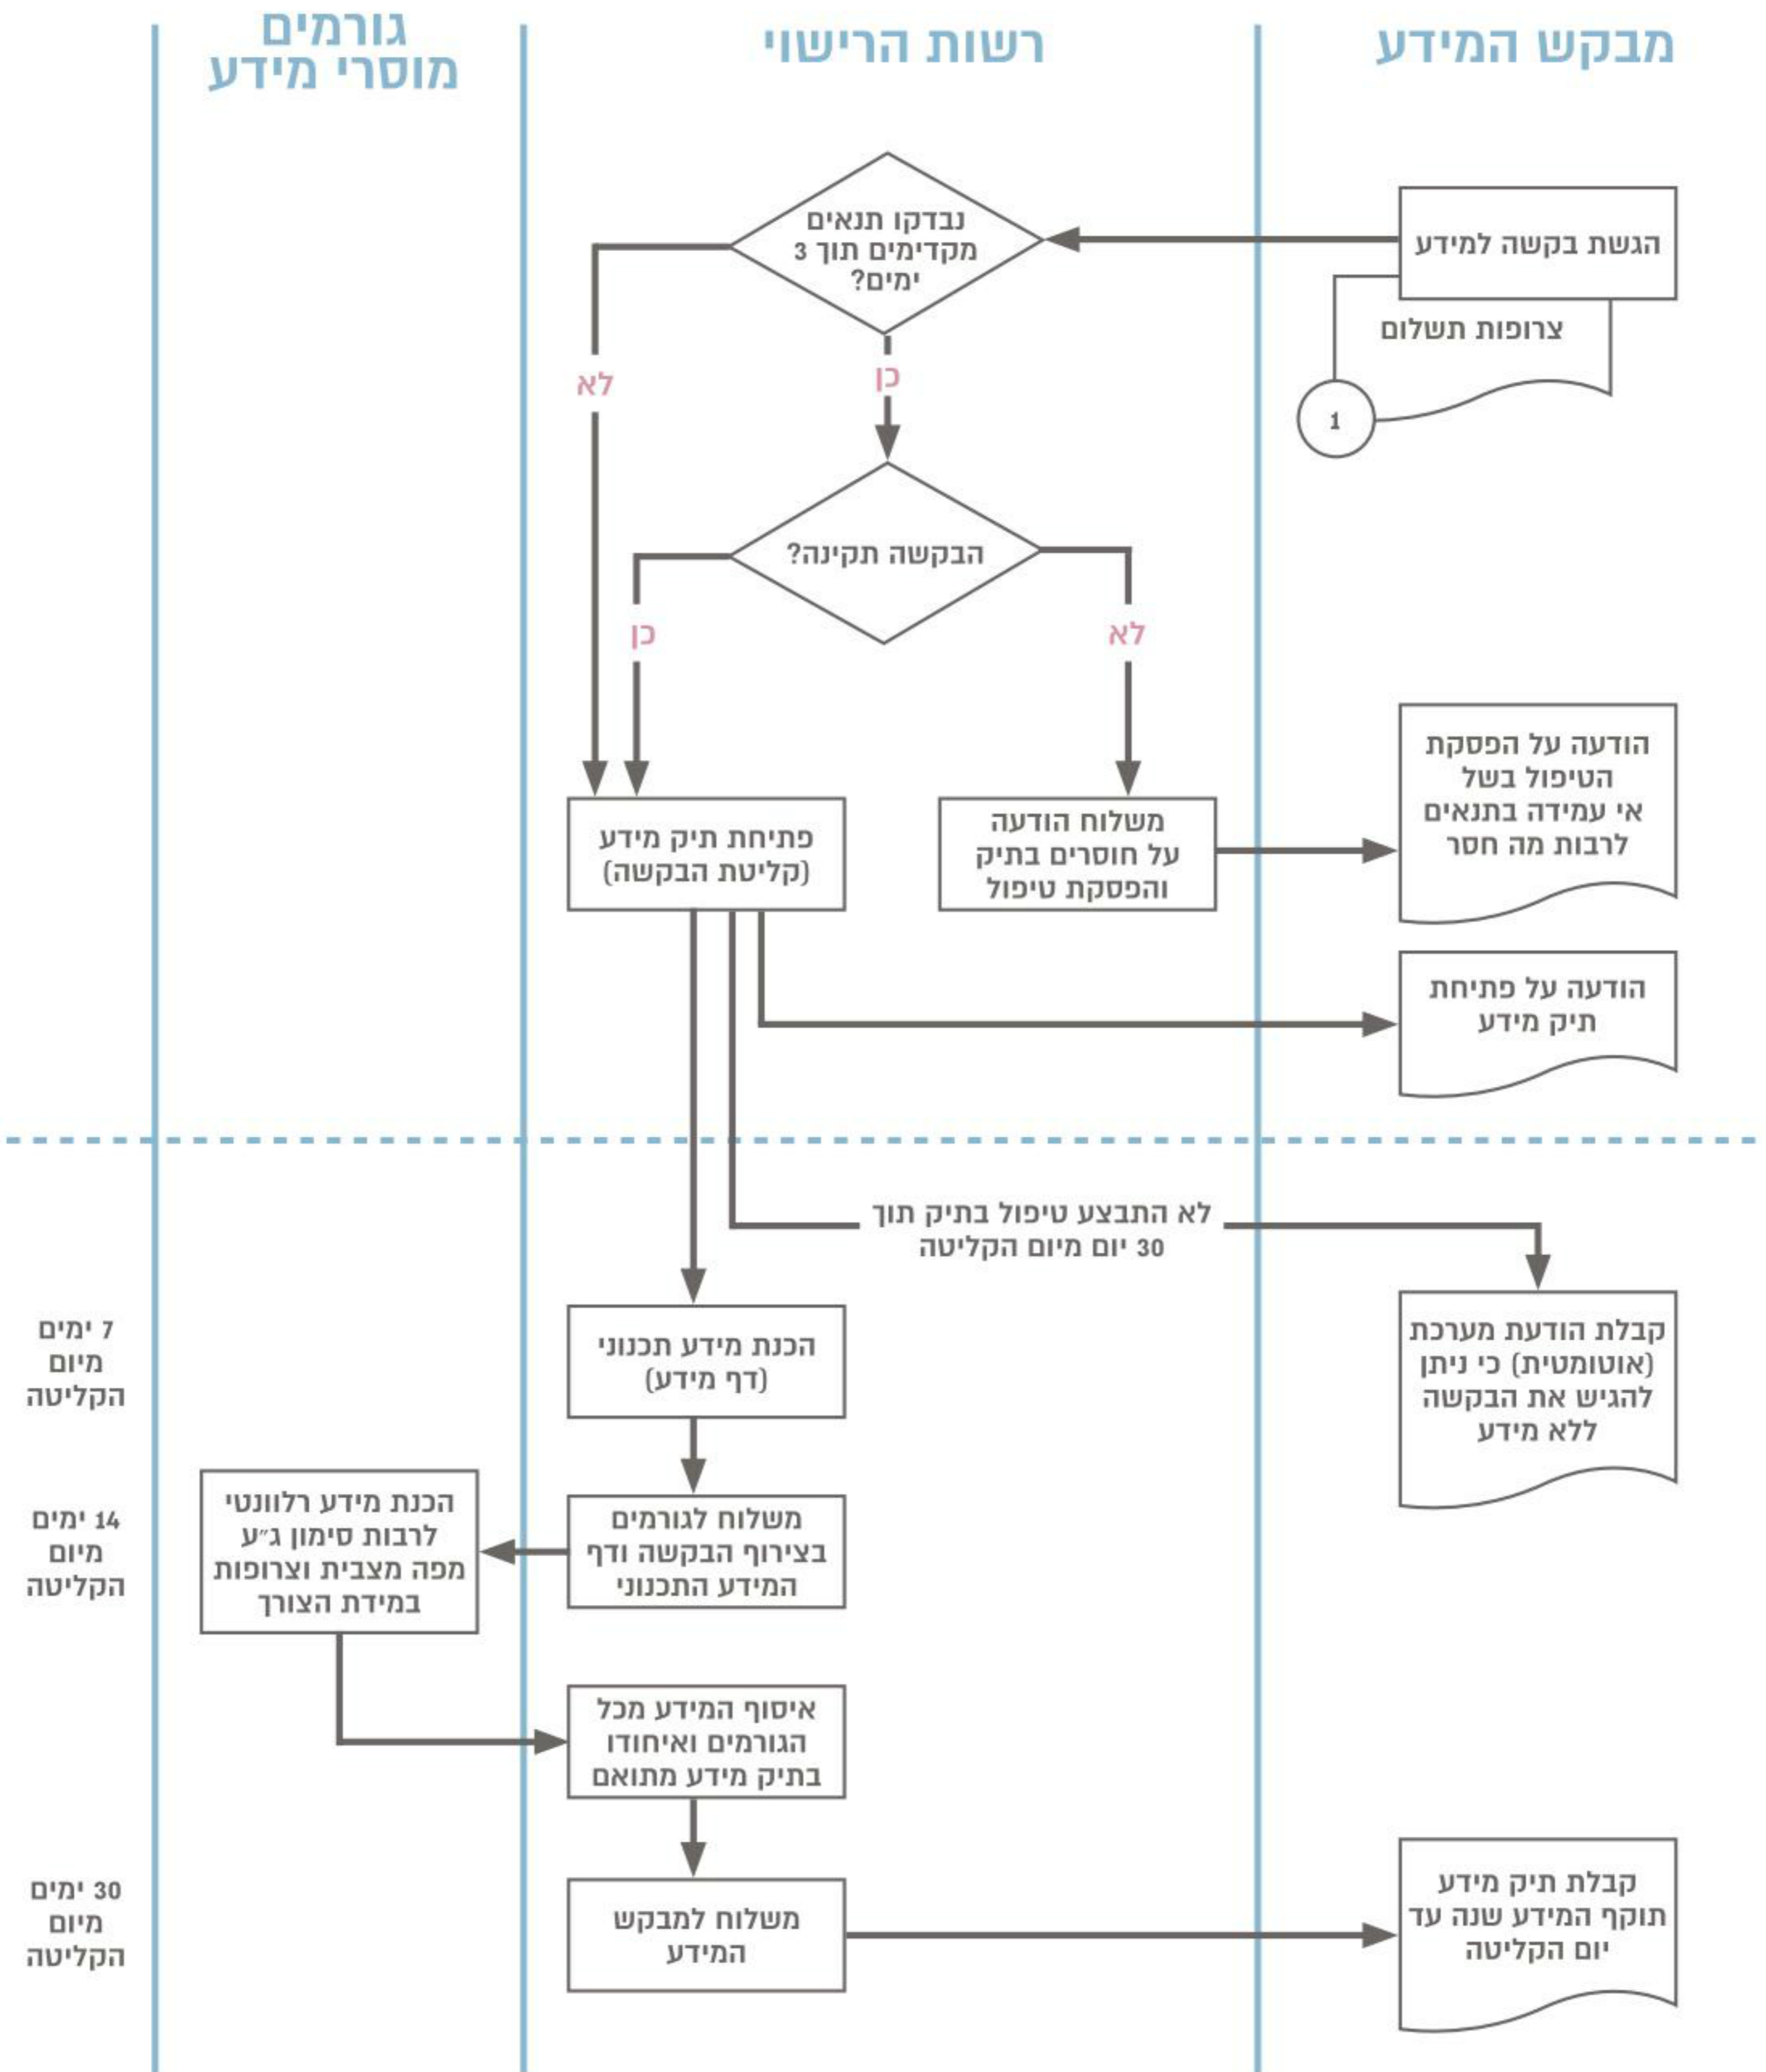 מבקש המידע
רשות הרישוי
גורמים
מוסרי מידע
הגשת בקשה למידע
צרופות תשלום
1
נבדקו תנאים
מקדימים תוך 3
ימים?
לא
כן
הבקשה תקינה?
לא
כן
הודעה על הפסקת
הטיפול בשל
אי עמידה בתנאים
לרבות מה חסר
משלוח הודעה
על חוסרים בתיק
והפסקת טיפול
פתיחת תיק מידע
(קליטת הבקשה)
הודעה על פתיחת
תיק מידע
לא התבצע טיפול בתיק תוך
30 יום מיום הקליטה
קבלת הודעת מערכת
(אוטומטית) כי ניתן
להגיש את הבקשה
ללא מידע
הכנת מידע תכנוני
(דף מידע)
7 ימים
מיום
הקליטה
משלוח לגורמים
בצירוף הבקשה ודף
המידע התכנוני
הכנת מידע רלוונטי
לרבות סימון ג״ע
מפה מצבית וצרופות
במידת הצורך
14 ימים
מיום
הקליטה
איסוף המידע מכל
הגורמים ואיחודו
בתיק מידע מתואם
קבלת תיק מידע
תוקף המידע שנה עד
יום הקליטה
משלוח למבקש
המידע
30 ימים
מיום
הקליטה